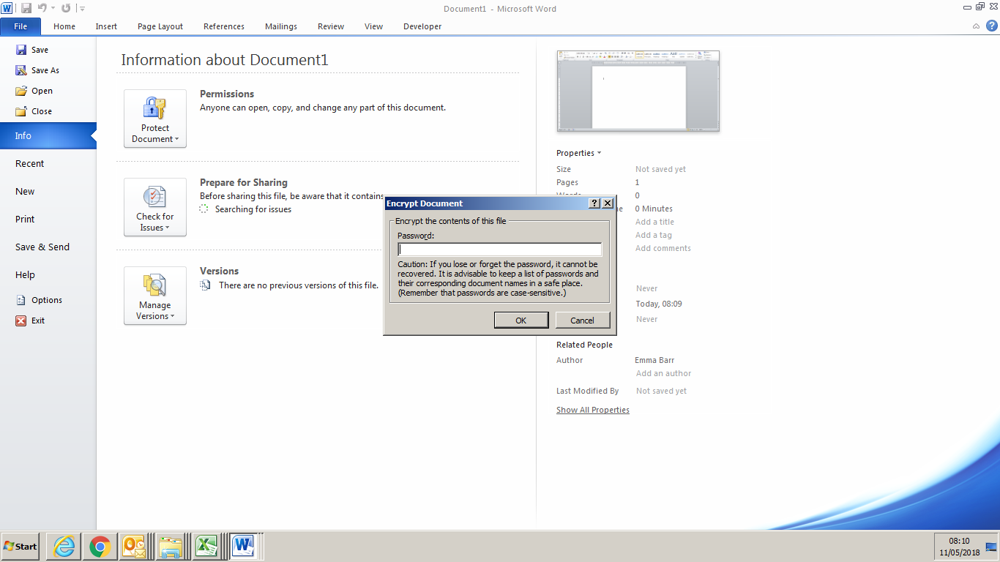 Document1 - Microsoft Word
File Home Insert Page Layout References Mailings Review View Developer
Save
Save As
Open
Close
Info
Recent
New
Print
Save & Send
Help
Options
Exit
Information about Document1
Protect
Document
Permissions
Anyone can open, copy, and change any part of this document.
Check for
Issues
Prepare for Sharing
Before sharing this file, be aware that it contains
Searching for issues
Manage
Versions
Versions
There are no previous versions of this file.
Encrypt Document
Encrypt the contents of this file
Password:
Caution: If you lose or forget the password, it cannot be
recovered. It is advisable to keep a list of passwords and
their corresponding document names in a safe place.
(Remember that passwords are case-sensitive.)
OK Cancel
Properties
Size Not saved yet
Pages 1
Words 0
0 Minutes
Add a title
Add a tag
Add comments
Never
Today, 08:09
Never
Related People
Author Emma Barr
Add an author
Last Modified By Not saved yet
Show All Properties
Start
08:10
11/05/2018